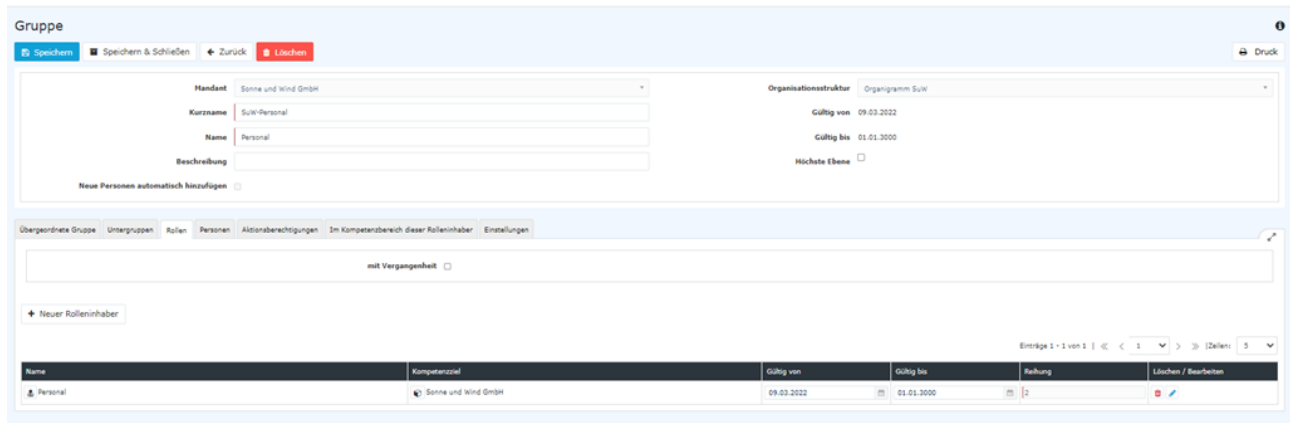 Gruppe
Speichern Speichern & Schließen Zurück Löschen Druck
Mandant Sonne und Wind GmbH Organisationsstruktur Organigramm SuW
Kurzname SuW-Personal Gültig von 09.03.2022
Name Personal Gültig bis 01.01.3000
Beschreibung Höchste Ebene
Neue Personen automatisch hinzufügen
Übergeordnete Gruppe Untergruppen Rollen Personen Aktionsberechtigungen Im Kompetenzbereich dieser Rolleninhaber Einstellungen
mit Vergangenheit
+ Neuer Rolleninhaber
Einträge 1 - 1 von 1 | 1 |Zeilen: 5
Name Kompetenzziel Gültig von Gültig bis Reihung Löschen / Bearbeiten
Personal Sonne und Wind GmbH 09.03.2022 01.01.3000 2